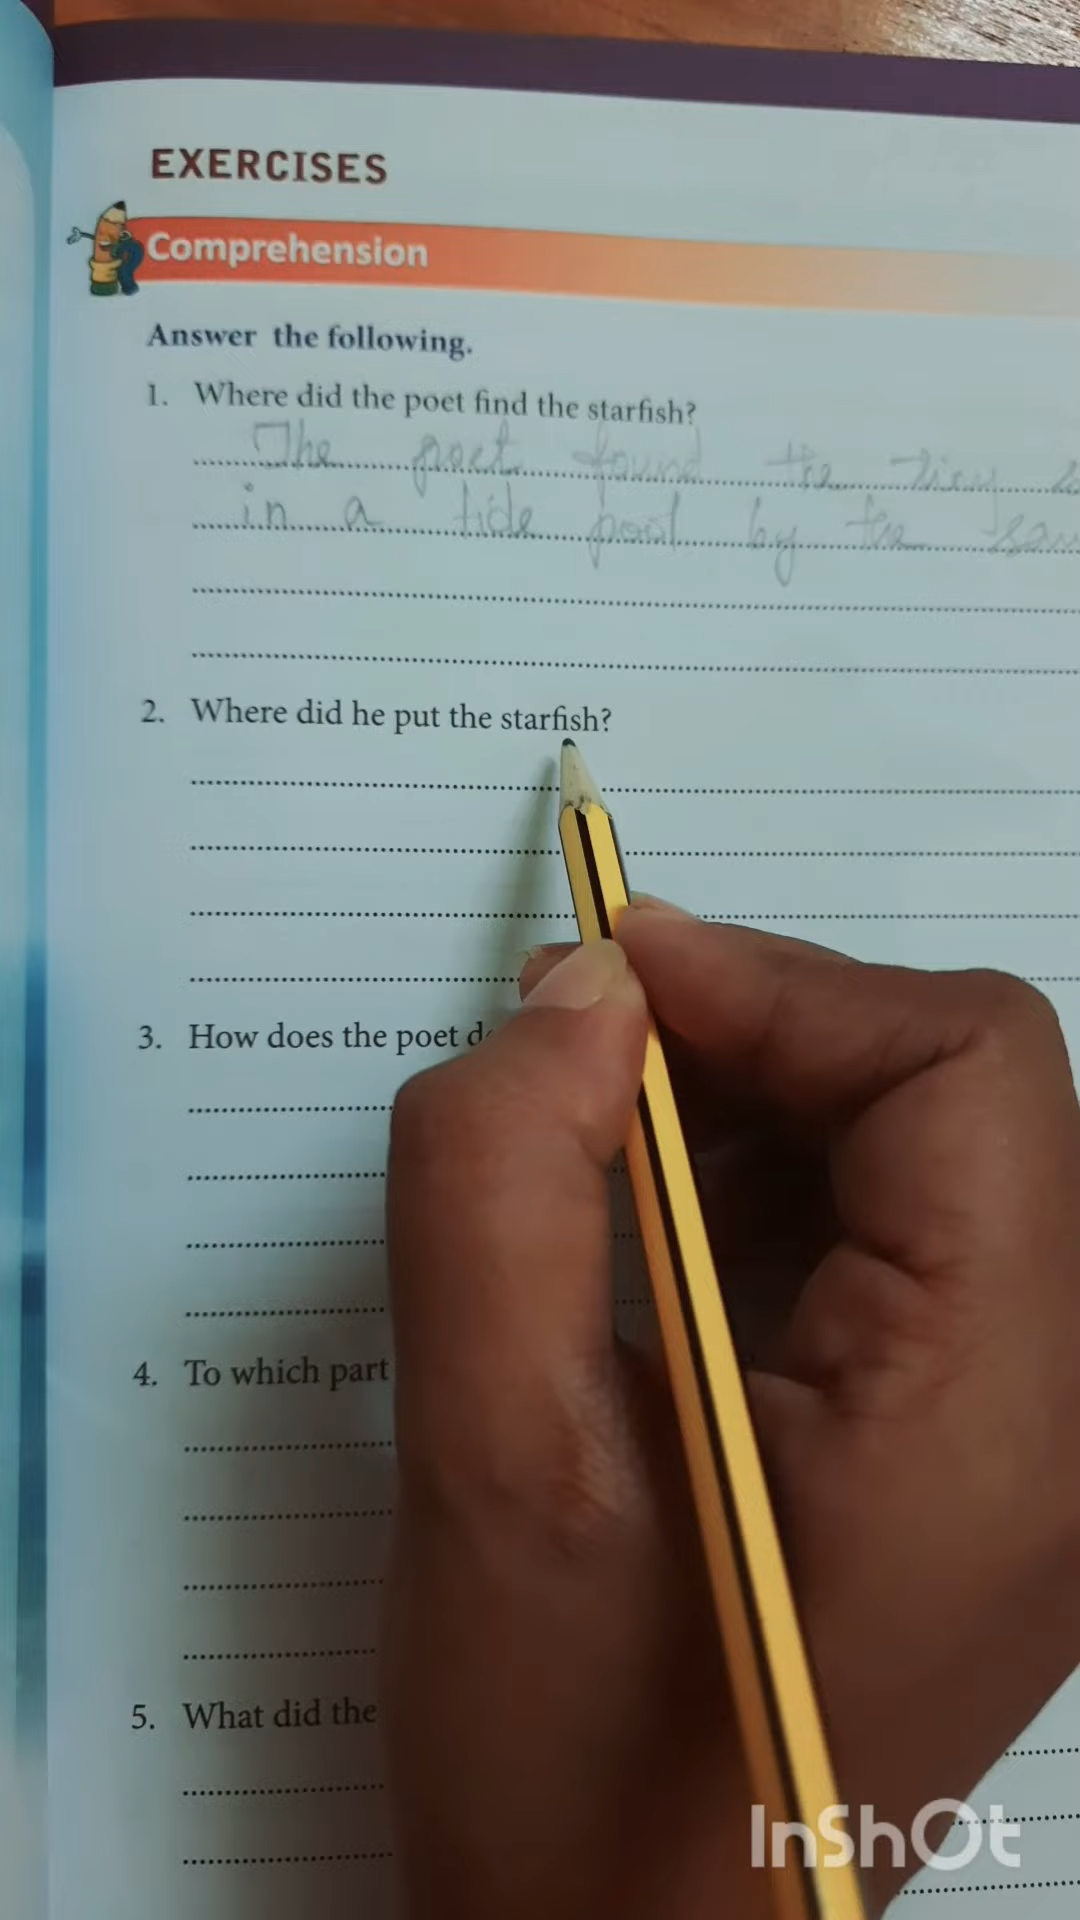 EXERCISES
Comprehension
Answer the following.
1. Where did the poet find the starfish?
The poet found the tiny
in a tide pool by the
2. Where did he put the starfish?
3. How does the poet
4. To which part
5. What did the
InShOt